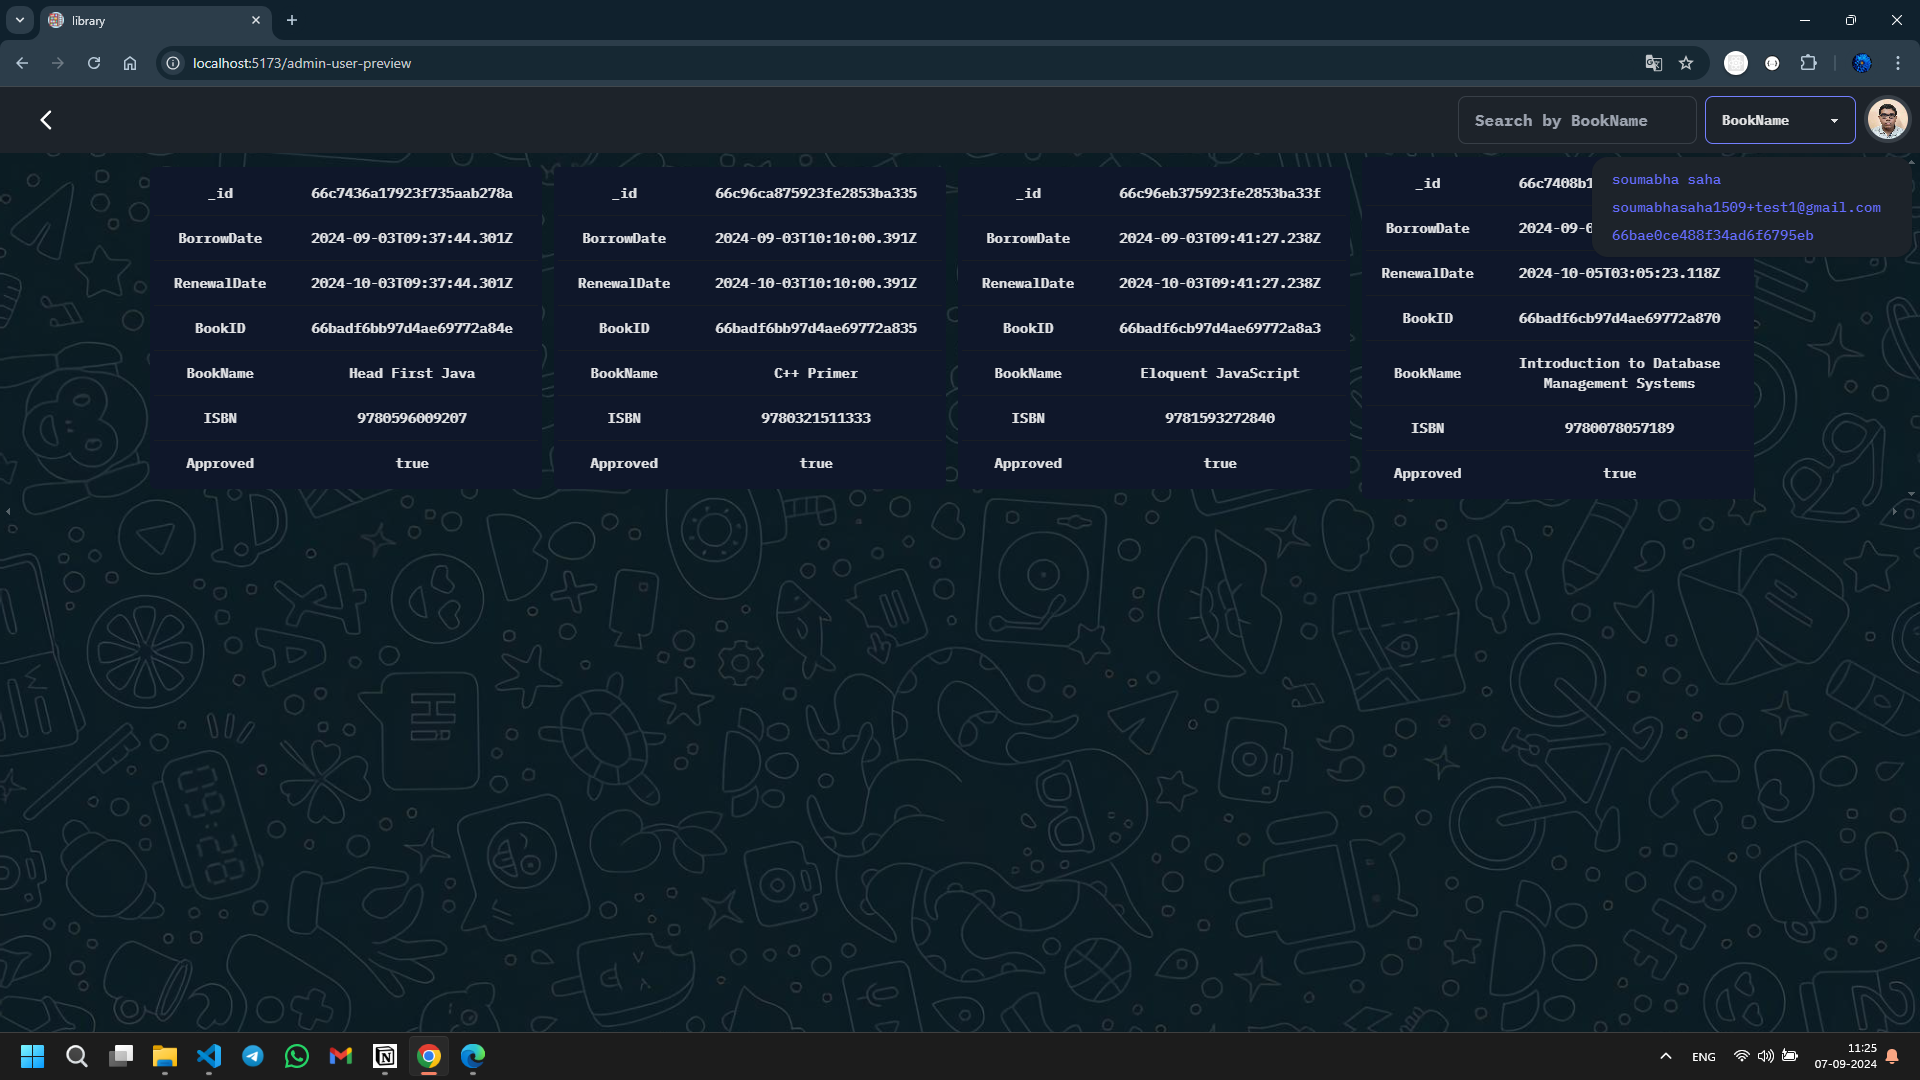 library
localhost:5173/admin-user-preview
Search by BookName
BookName
soumabha saha
soumabhasaha1509+test1@gmail.com
66bae0ce488f34ad6f6795eb
_id 66c7436a17923f735aab278a
BorrowDate 2024-09-03T09:37:44.301Z
RenewalDate 2024-10-03T09:37:44.301Z
BookID 66badf6bb97d4ae69772a84e
BookName Head First Java
ISBN 9780596009207
Approved true
_id 66c96ca875923fe2853ba335
BorrowDate 2024-09-03T10:10:00.391Z
RenewalDate 2024-10-03T10:10:00.391Z
BookID 66badf6bb97d4ae69772a835
BookName C++ Primer
ISBN 9780321511333
Approved true
_id 66c96eb375923fe2853ba33f
BorrowDate 2024-09-03T09:41:27.238Z
RenewalDate 2024-10-03T09:41:27.238Z
BookID 66badf6cb97d4ae69772a8a3
BookName Eloquent JavaScript
ISBN 9781593272840
Approved true
_id 66c7408b1
BorrowDate 2024-09-0
RenewalDate 2024-10-05T03:05:23.118Z
BookID 66badf6cb97d4ae69772a870
BookName Introduction to Database
Management Systems
ISBN 9780078057189
Approved true
Hi
ENG
11:25
07-09-2024